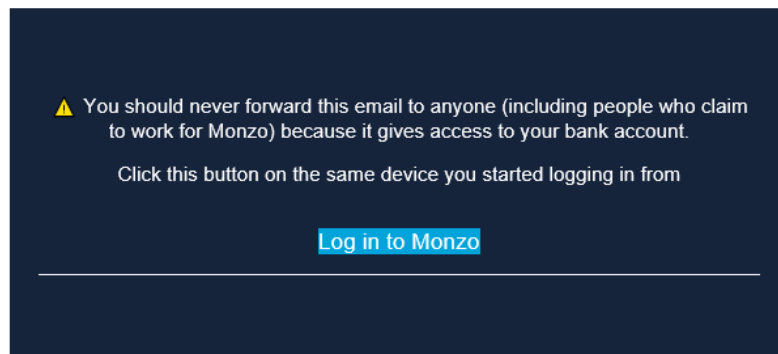 ⚠ You should never forward this email to anyone (including people who claim
to work for Monzo) because it gives access to your bank account.
Click this button on the same device you started logging in from
Log in to Monzo